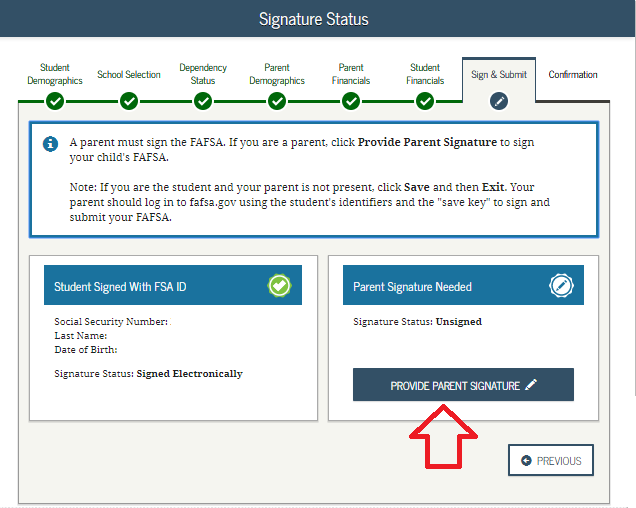 Signature Status
Student
Demographics
School Selection
Dependency
Status
Parent
Demographics
Parent
Financials
Student
Financials
Sign & Submit
Confirmation
A parent must sign the FAFSA. If you are a parent, click Provide Parent Signature to sign
your child's FAFSA.
Note: If you are the student and your parent is not present, click Save and then Exit. Your
parent should log in to fafsa.gov using the student's identifiers and the "save key" to sign and
submit your FAFSA.
Student Signed With FSA ID
Social Security Number:
Last Name:
Date of Birth:
Signature Status: Signed Electronically
Parent Signature Needed
Signature Status: Unsigned
PROVIDE PARENT SIGNATURE
PREVIOUS